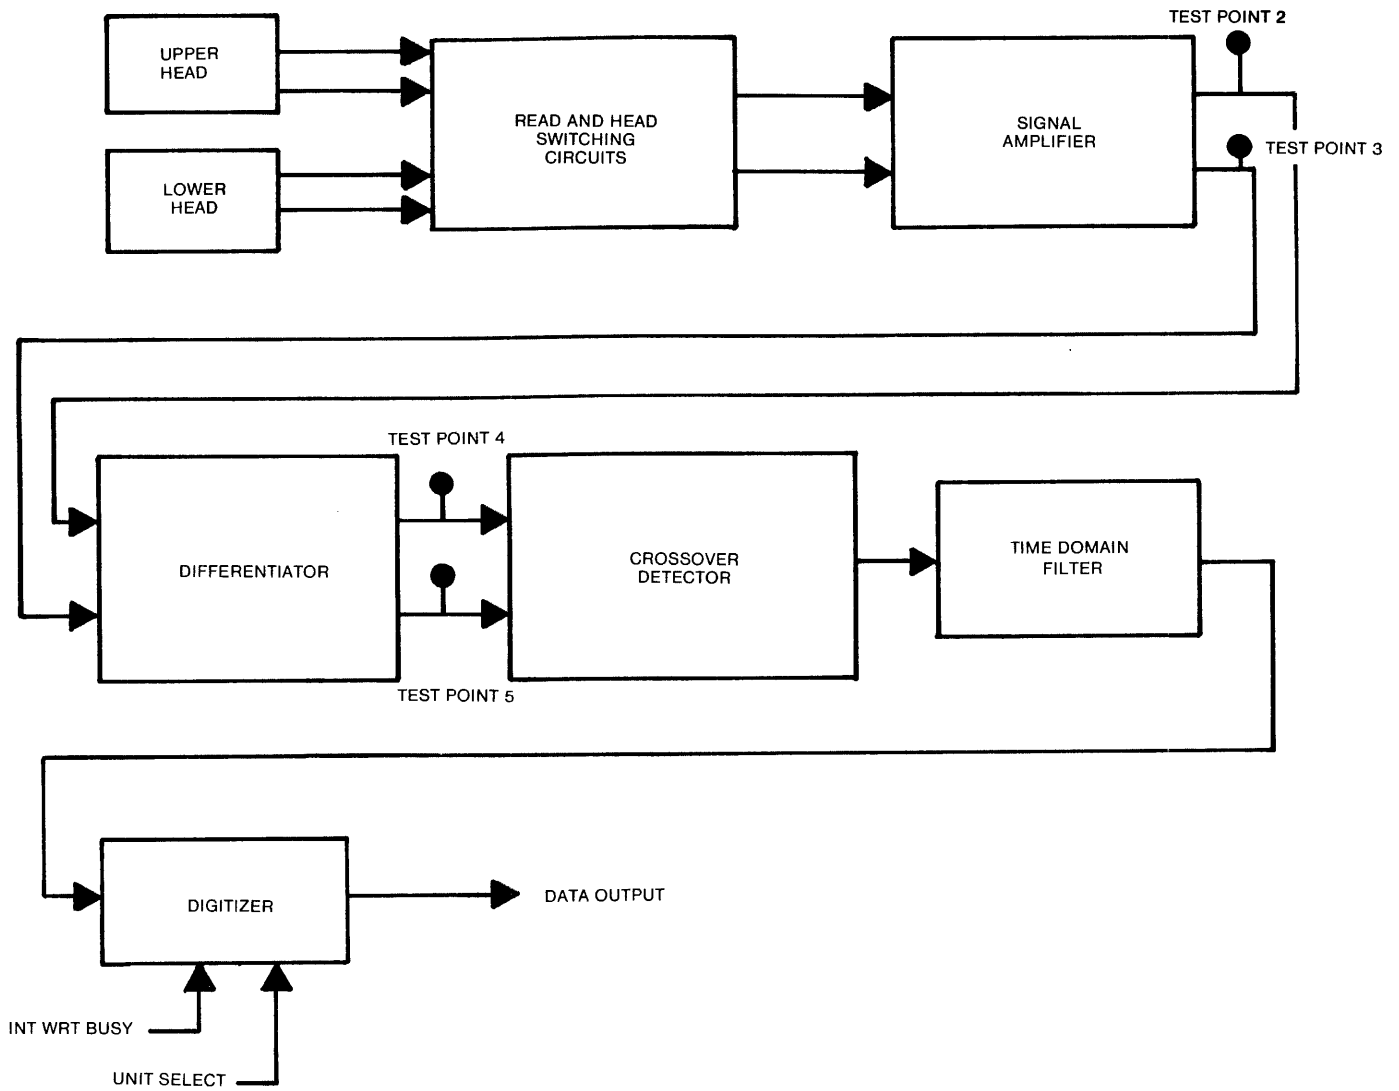 TEST POINT 2
UPPER
HEAD
READ AND HEAD
SWITCHING
CIRCUITS
SIGNAL
AMPLIFIER
TEST POINT 3
LOWER
HEAD
TEST POINT 4
DIFFERENTIATOR
CROSSOVER
DETECTOR
TIME DOMAIN
FILTER
TEST POINT 5
DIGITIZER
DATA OUTPUT
INT WRT BUSY
UNIT SELECT